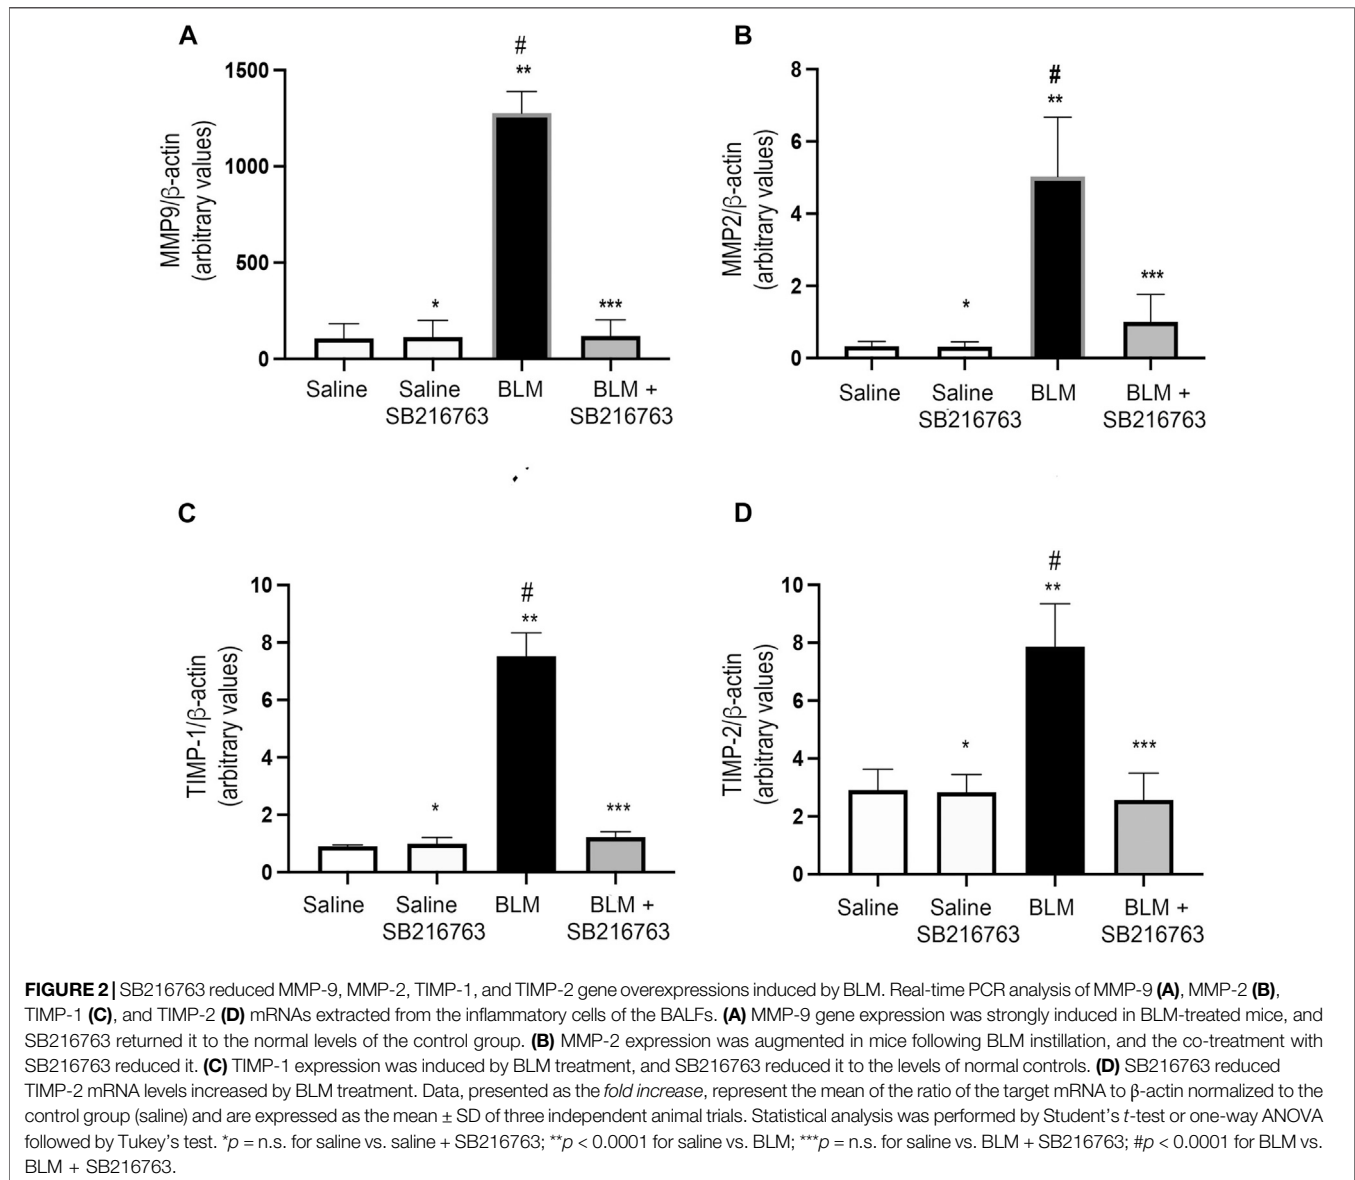 A
#
**
1500
1000
500
0
MMP9/β-actin
(arbitrary values)
*
***
Saline
Saline
SB216763
BLM
BLM +
SB216763
B
#
**
8
6
4
2
0
MMP2/β-actin
(arbitrary values)
*
***
Saline
Saline
SB216763
BLM
BLM +
SB216763
C
#
**
10
8
6
4
2
0
TIMP-1/β-actin
(arbitrary values)
*
***
Saline
Saline
SB216763
BLM
BLM +
SB216763
D
#
**
10
8
6
4
2
0
TIMP-2/β-actin
(arbitrary values)
*
***
Saline
Saline
SB216763
BLM
BLM +
SB216763
FIGURE 2 | SB216763 reduced MMP-9, MMP-2, TIMP-1, and TIMP-2 gene overexpressions induced by BLM. Real-time PCR analysis of MMP-9 (A), MMP-2 (B),
TIMP-1 (C), and TIMP-2 (D) mRNAs extracted from the inflammatory cells of the BALFs. (A) MMP-9 gene expression was strongly induced in BLM-treated mice, and
SB216763 returned it to the normal levels of the control group. (B) MMP-2 expression was augmented in mice following BLM instillation, and the co-treatment with
SB216763 reduced it. (C) TIMP-1 expression was induced by BLM treatment, and SB216763 reduced it to the levels of normal controls. (D) SB216763 reduced
TIMP-2 mRNA levels increased by BLM treatment. Data, presented as the fold increase, represent the mean of the ratio of the target mRNA to β-actin normalized to the
control group (saline) and are expressed as the mean ± SD of three independent animal trials. Statistical analysis was performed by Student's t-test or one-way ANOVA
followed by Tukey's test. *p = n.s. for saline vs. saline + SB216763; **p < 0.0001 for saline vs. BLM; ***p = n.s. for saline vs. BLM + SB216763; #p < 0.0001 for BLM vs.
BLM + SB216763.